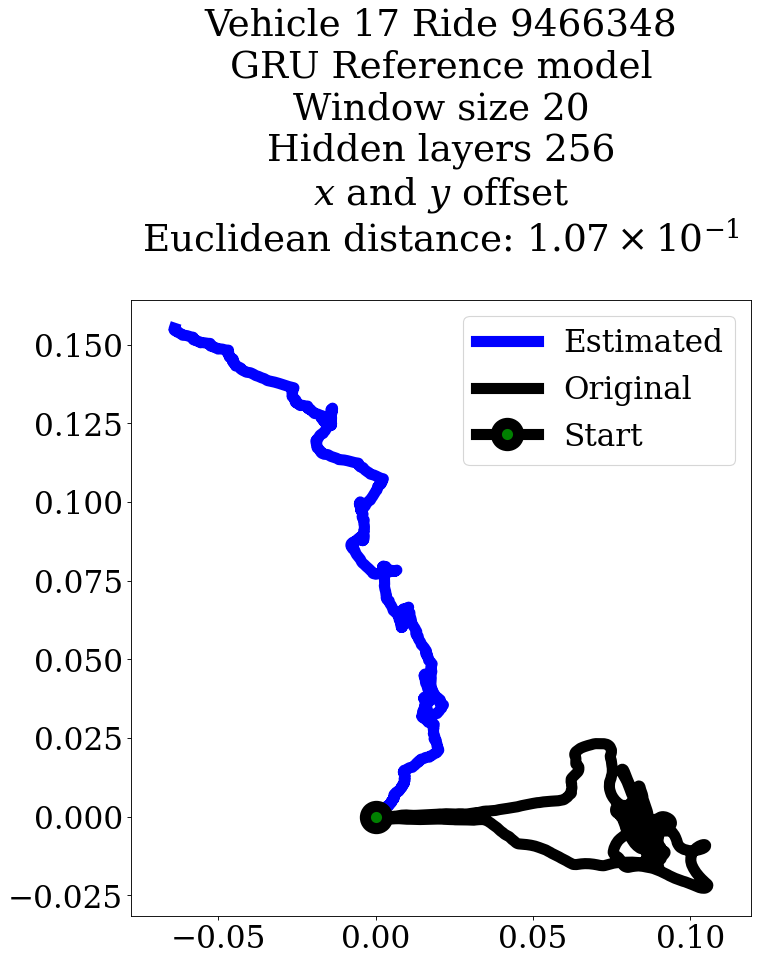 Vehicle 17 Ride 9466348
GRU Reference model
Window size 20
Hidden layers 256
x and y offset
Euclidean distance: 1.07 × 10⁻¹
Estimated
Original
Start
0.150
0.125
0.100
0.075
0.050
0.025
0.000
−0.025
−0.05 0.00 0.05 0.10